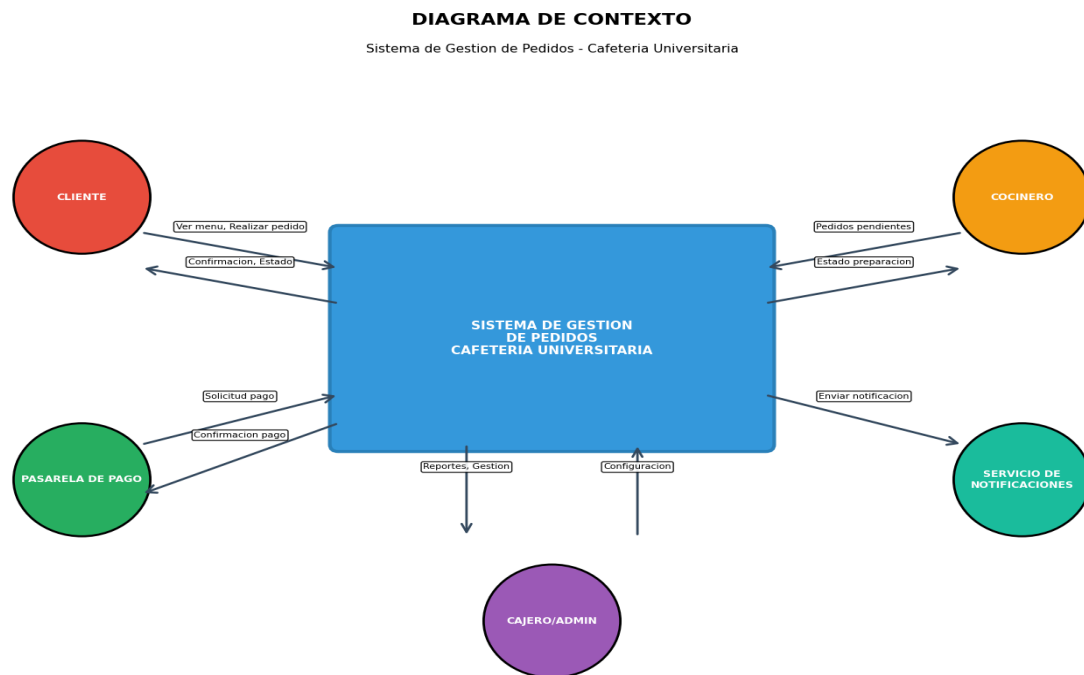 DIAGRAMA DE CONTEXTO
Sistema de Gestion de Pedidos - Cafeteria Universitaria
CLIENTE
COCINERO
Ver menu, Realizar pedido
Pedidos pendientes
Confirmacion, Estado
Estado preparacion
SISTEMA DE GESTION
DE PEDIDOS
CAFETERIA UNIVERSITARIA
Solicitud pago
Enviar notificacion
Confirmacion pago
Reportes, Gestion
Configuracion
PASARELA DE PAGO
SERVICIO DE
NOTIFICACIONES
CAJERO/ADMIN